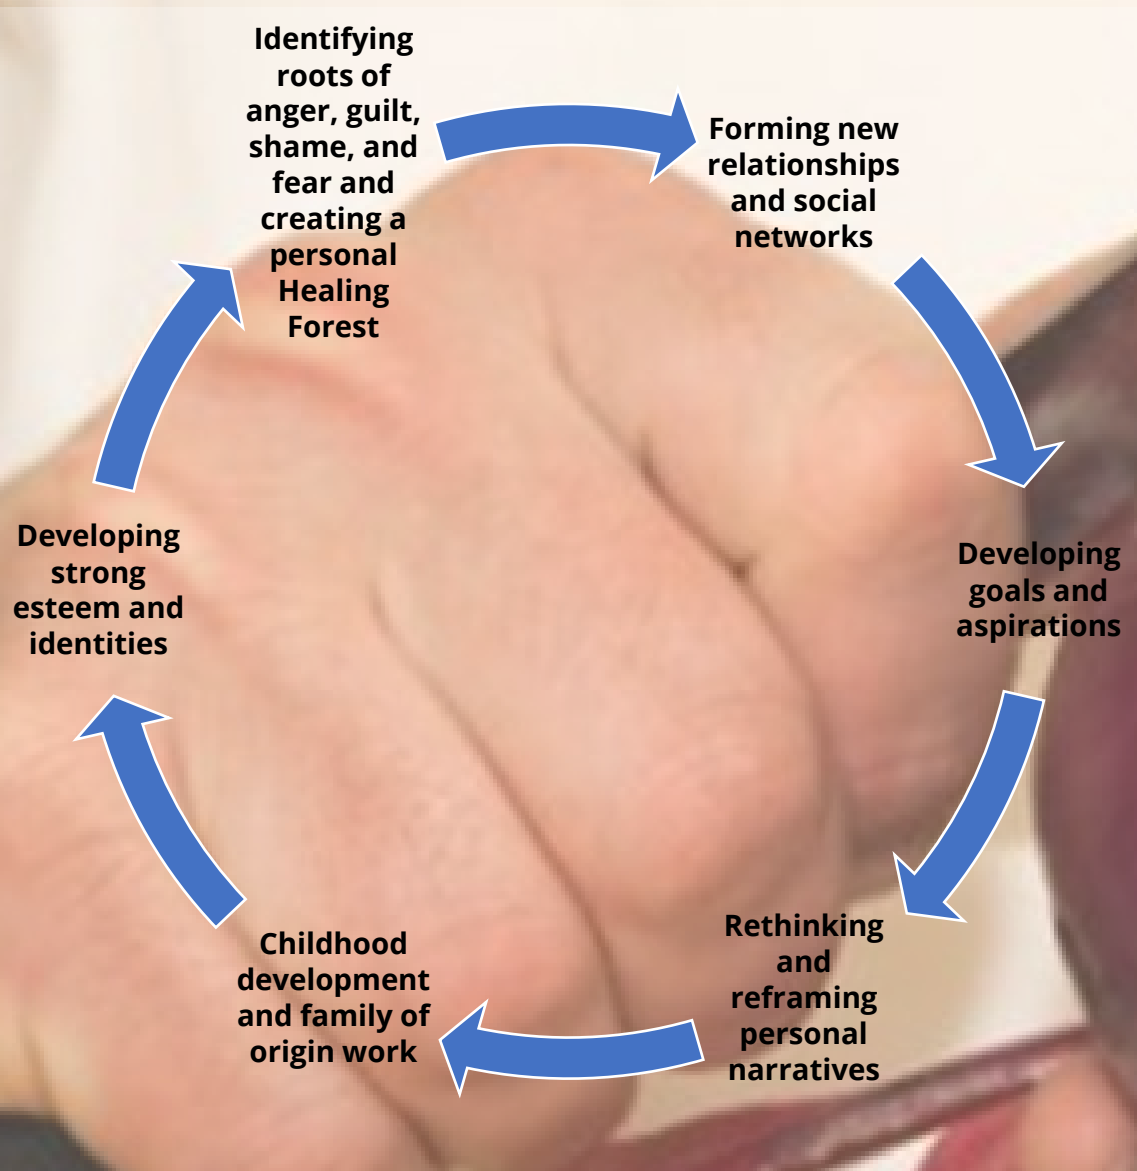 Identifying
roots of
anger, guilt,
shame, and
fear and
creating a
personal
Healing
Forest
Forming new
relationships
and social
networks
Developing
goals and
aspirations
Rethinking
and
reframing
personal
narratives
Childhood
development
and family of
origin work
Developing
strong
esteem and
identities